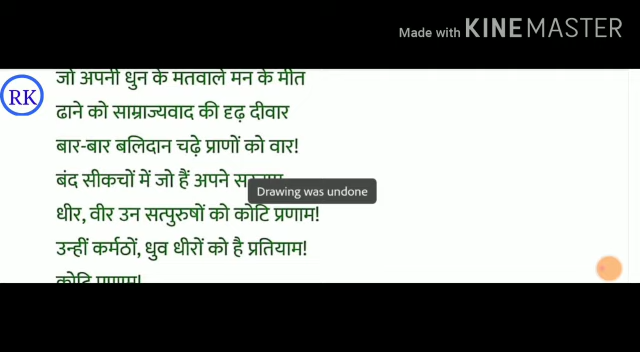 Made with KINEMASTER
RK
जो अपनी धुन के मतवाले मन के मीत
ढाने को साम्राज्यवाद की दृढ़ दीवार
बार-बार बलिदान चढ़े प्राणों को वार!
बंद सीकचों में जो हैं अपने
Drawing was undone
धीर, वीर उन सत्पुरुषों को कोटि प्रणाम!
उन्हीं कर्मठों, धुव धीरों को है प्रतियाम!
कोटि प्रणाम!